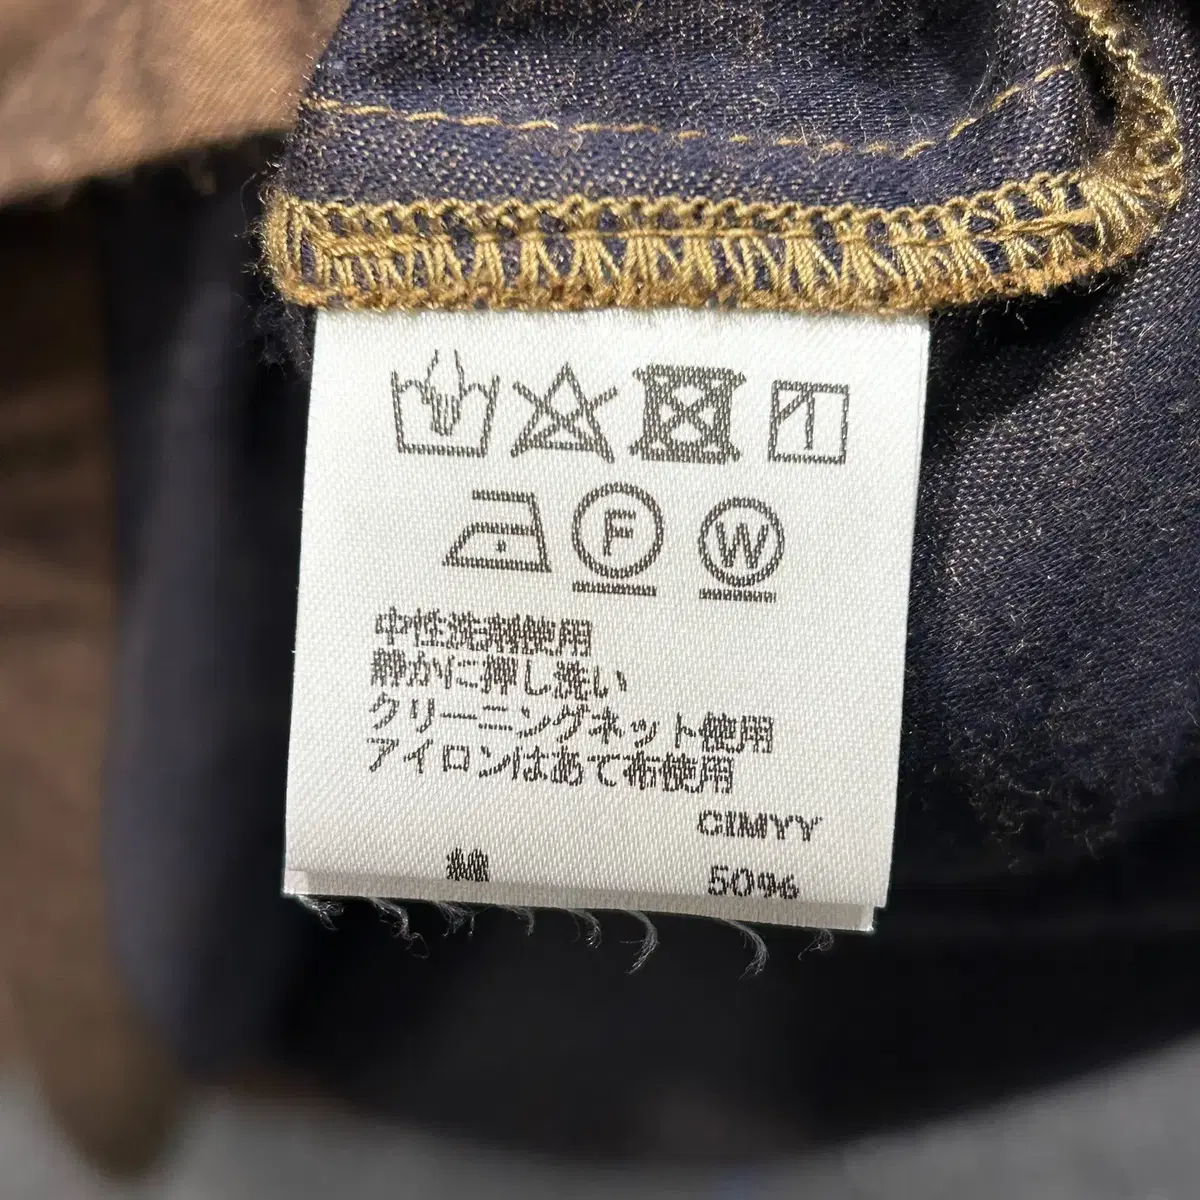 F W
中性洗剤使用
静かに押し洗い
クリーニングネット使用
アイロンはあて布使用
CIMYY
5096